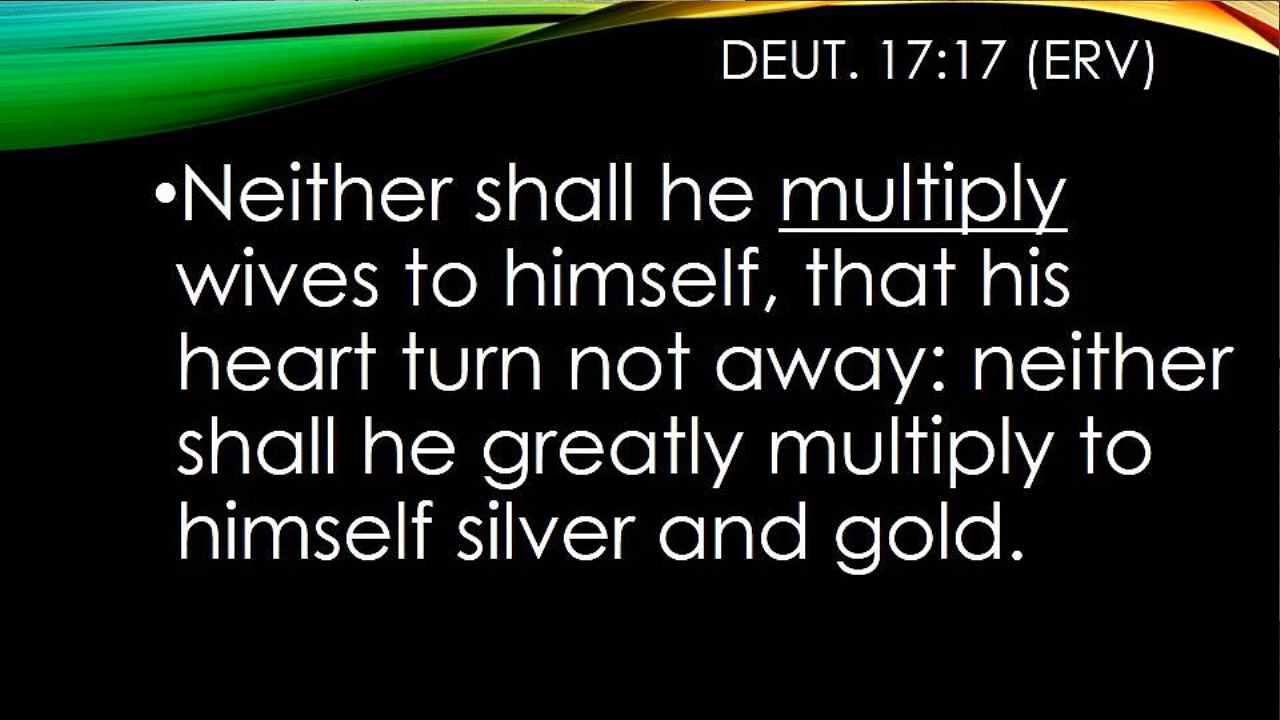 DEUT. 17:17 (ERV)
•Neither shall he multiply
wives to himself, that his
heart turn not away: neither
shall he greatly multiply to
himself silver and gold.